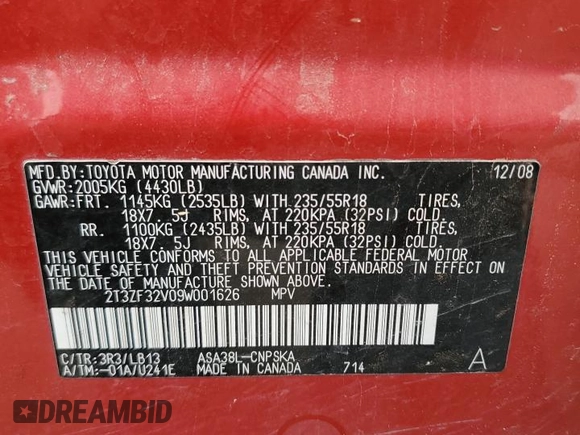 MFD.BY:TOYOTA MOTOR MANUFACTURING CANADA INC. 12/08
GVWR:2005KG (4430LB)
GAWR:FRT. 1145KG (2535LB) WITH 235/55R18 TIRES,
18X7. 5J RIMS, AT 220KPA (32PSI) COLD.
RR. 1100KG (2435LB) WITH 235/55R18 TIRES,
18X7. 5J RIMS, AT 220KPA (32PSI) COLD.
THIS VEHICLE CONFORMS TO ALL APPLICABLE FEDERAL MOTOR
VEHICLE SAFETY STANDARDS IN EFFECT ON
THE DATE OF MANUFACTURE SHOWN ABOVE.
2T3ZF32V09W001626 MPV
C/TR:3R3/LB13 ASA38L-CNPSKA
A/TM:-01A/U241E MADE IN CANADA 714 A
DREAMBID